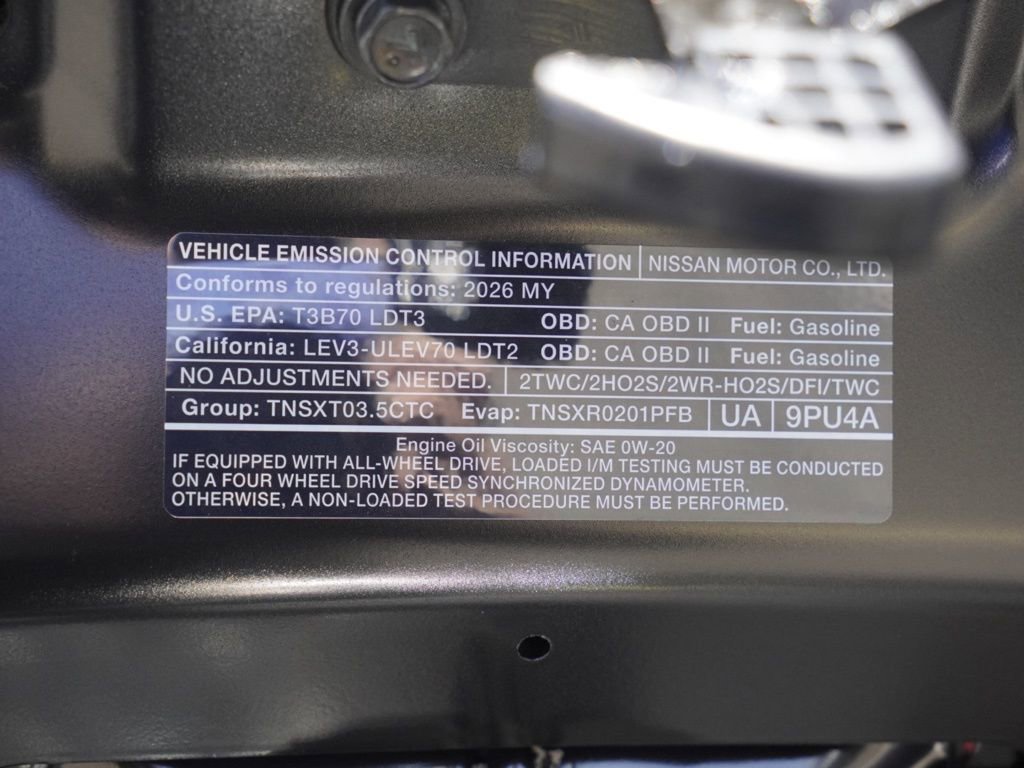 VEHICLE EMISSION CONTROL INFORMATION NISSAN MOTOR CO., LTD.
Conforms to regulations: 2026 MY
U.S. EPA: T3B70 LDT3 OBD: CA OBD II Fuel: Gasoline
California: LEV3-ULEV70 LDT2 OBD: CA OBD II Fuel: Gasoline
NO ADJUSTMENTS NEEDED. 2TWC/2HO2S/2WR-HO2S/DFI/TWC
Group: TNSXT03.5CTC Evap: TNSXR0201PFB UA 9PU4A
Engine Oil Viscosity: SAE 0W-20
IF EQUIPPED WITH ALL-WHEEL DRIVE, LOADED I/M TESTING MUST BE CONDUCTED
ON A FOUR WHEEL DRIVE SPEED SYNCHRONIZED DYNAMOMETER.
OTHERWISE, A NON-LOADED TEST PROCEDURE MUST BE PERFORMED.